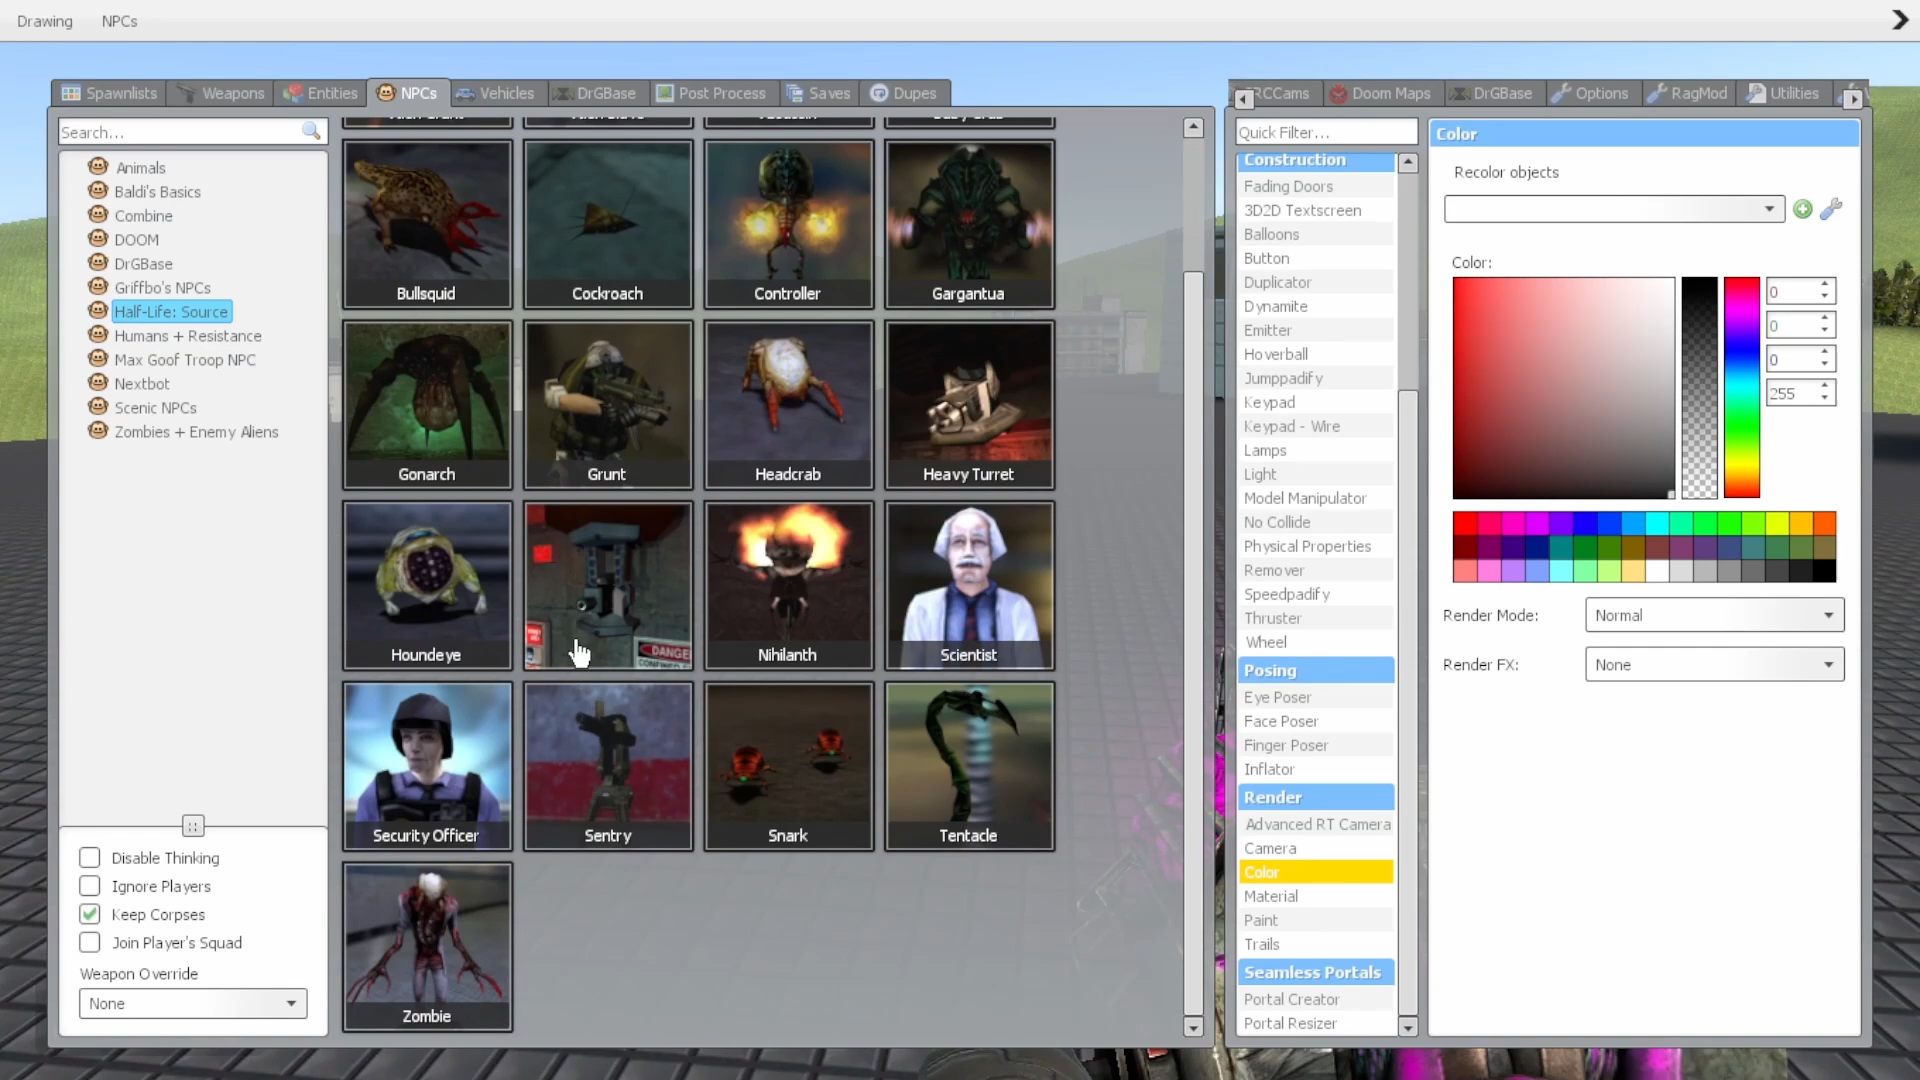 Drawing NPCs
Spawnlists Weapons Entities NPCs Vehicles DrGBase Post Process Saves Dupes
Search...
Animals
Baldi's Basics
Combine
DOOM
DrGBase
Griffbo's NPCs
Half-Life: Source
Humans + Resistance
Max Goof Troop NPC
Nextbot
Scenic NPCs
Zombies + Enemy Aliens
Disable Thinking
Ignore Players
Keep Corpses
Join Player's Squad
Weapon Override
None
Bullsquid Cockroach Controller Gargantua
Gonarch Grunt Headcrab Heavy Turret
Houndeye Nihilanth Scientist
DANGER
Security Officer Sentry Snark Tentacle
Zombie
RCCams Doom Maps DrGBase Options RagMod Utilities
Quick Filter...
Construction
Fading Doors
3D2D Textscreen
Balloons
Button
Duplicator
Dynamite
Emitter
Hoverball
Jumppadify
Keypad
Keypad - Wire
Lamps
Light
Model Manipulator
No Collide
Physical Properties
Remover
Speedpadify
Thruster
Wheel
Posing
Eye Poser
Face Poser
Finger Poser
Inflator
Render
Advanced RT Camera
Camera
Color
Material
Paint
Trails
Seamless Portals
Portal Creator
Portal Resizer
Color
Recolor objects
Color:
0
0
0
255
Render Mode: Normal
Render FX: None